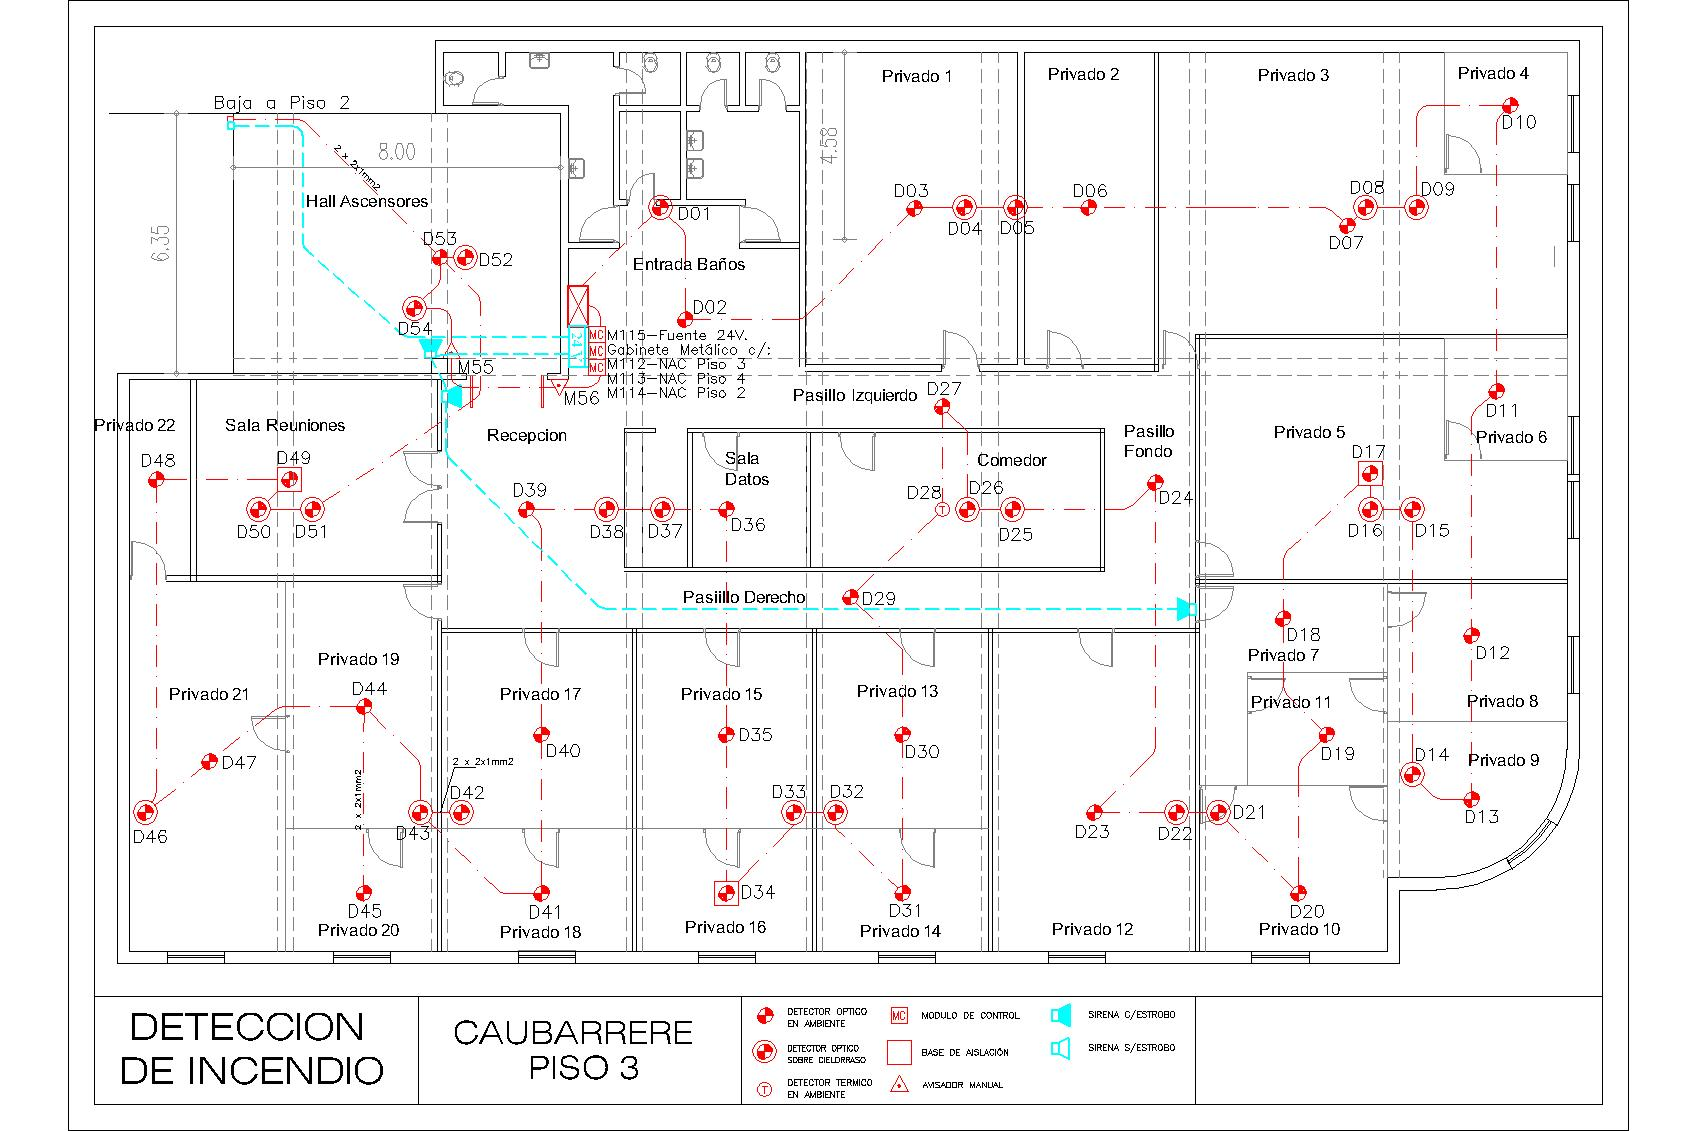 Privado 1
Privado 2
Privado 3
Privado 4
Baja a Piso 2
D10
2 x 2x1mm2
8.00
4.58
Hall Ascensores
D01
D03
D04
D05
D06
D07
D08
D09
6.35
D53
D52
Entrada Baños
D02
D54
24 V.
MC
MC
MC
M115-Fuente 24V.
Gabinete Metálico c/:
M112-NAC Piso 3
M113-NAC Piso 4
M114-NAC Piso 2
M55
M56
Pasillo Izquierdo
D27
D11
Privado 22
Sala Reuniones
Recepcion
Pasillo
Fondo
Privado 5
Privado 6
D48
D49
D50
D51
Sala
Datos
Comedor
D17
D39
D38
D37
D36
D28
T
D26
D25
D24
D16
D15
Pasiillo Derecho
D29
D18
D12
Privado 7
Privado 19
Privado 21
D44
Privado 17
Privado 15
Privado 13
Privado 11
Privado 8
D47
D40
D35
D30
D19
D14
Privado 9
2 x 2x1mm2
2 x 2x1mm2
D46
D43
D42
D33
D32
D23
D22
D21
D13
D45
D41
D34
D31
D20
Privado 20
Privado 18
Privado 16
Privado 14
Privado 12
Privado 10
DETECCION
DE INCENDIO
CAUBARRERE
PISO 3
DETECTOR OPTICO
EN AMBIENTE
DETECTOR OPTICO
SOBRE CIELORRASO
T
DETECTOR TERMICO
EN AMBIENTE
MC
MODULO DE CONTROL
BASE DE AISLACIÓN
AVISADOR MANUAL
SIRENA C/ESTROBO
SIRENA S/ESTROBO